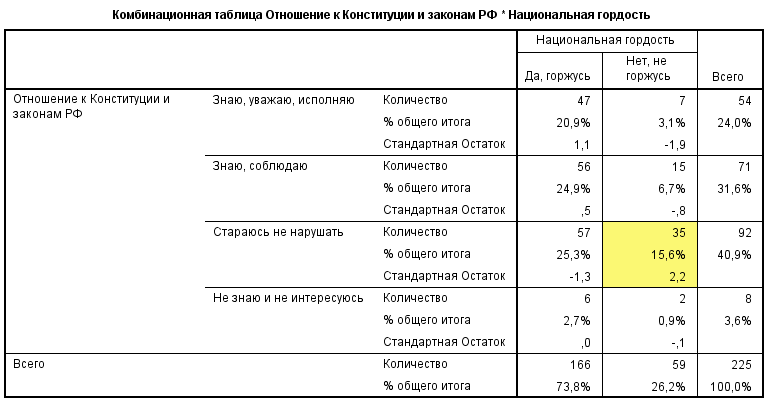 Комбинационная таблица Отношение к Конституции и законам РФ * Национальная гордость
Национальная гордость
Да, горжусь Нет, не горжусь Всего
Отношение к Конституции и законам РФ Знаю, уважаю, исполняю Количество 47 7 54
% общего итога 20,9% 3,1% 24,0%
Стандартная Остаток 1,1 -1,9
Знаю, соблюдаю Количество 56 15 71
% общего итога 24,9% 6,7% 31,6%
Стандартная Остаток ,5 -,8
Стараюсь не нарушать Количество 57 35 92
% общего итога 25,3% 15,6% 40,9%
Стандартная Остаток -1,3 2,2
Не знаю и не интересуюсь Количество 6 2 8
% общего итога 2,7% 0,9% 3,6%
Стандартная Остаток ,0 -,1
Всего Количество 166 59 225
% общего итога 73,8% 26,2% 100,0%